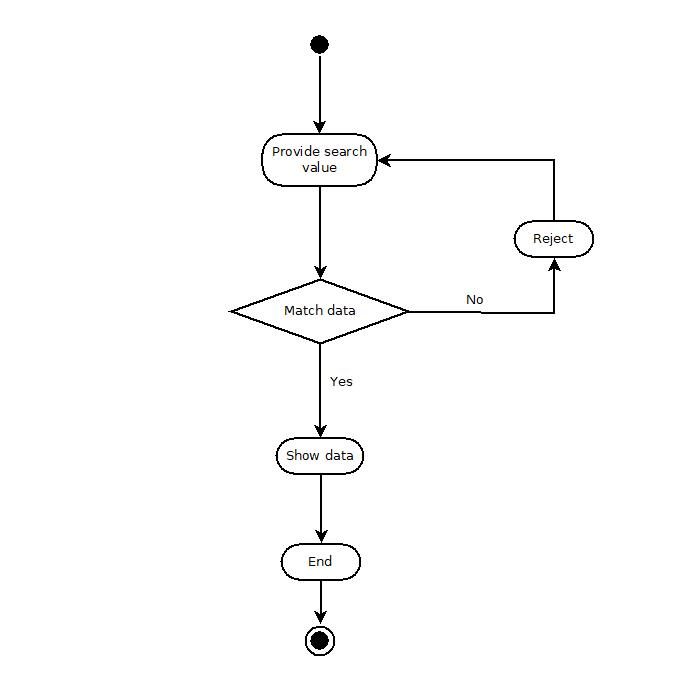 Provide search
value
Reject
No
Match data
Yes
Show data
End